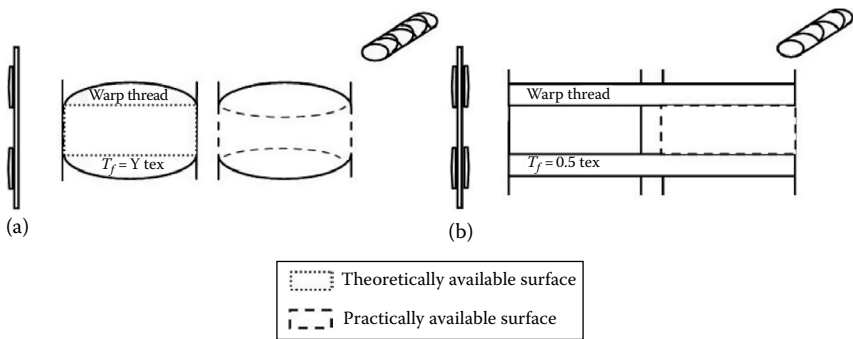 Warp thread
T_f = Y tex
(a)
Warp thread
T_f = 0.5 tex
(b)
Theoretically available surface
Practically available surface